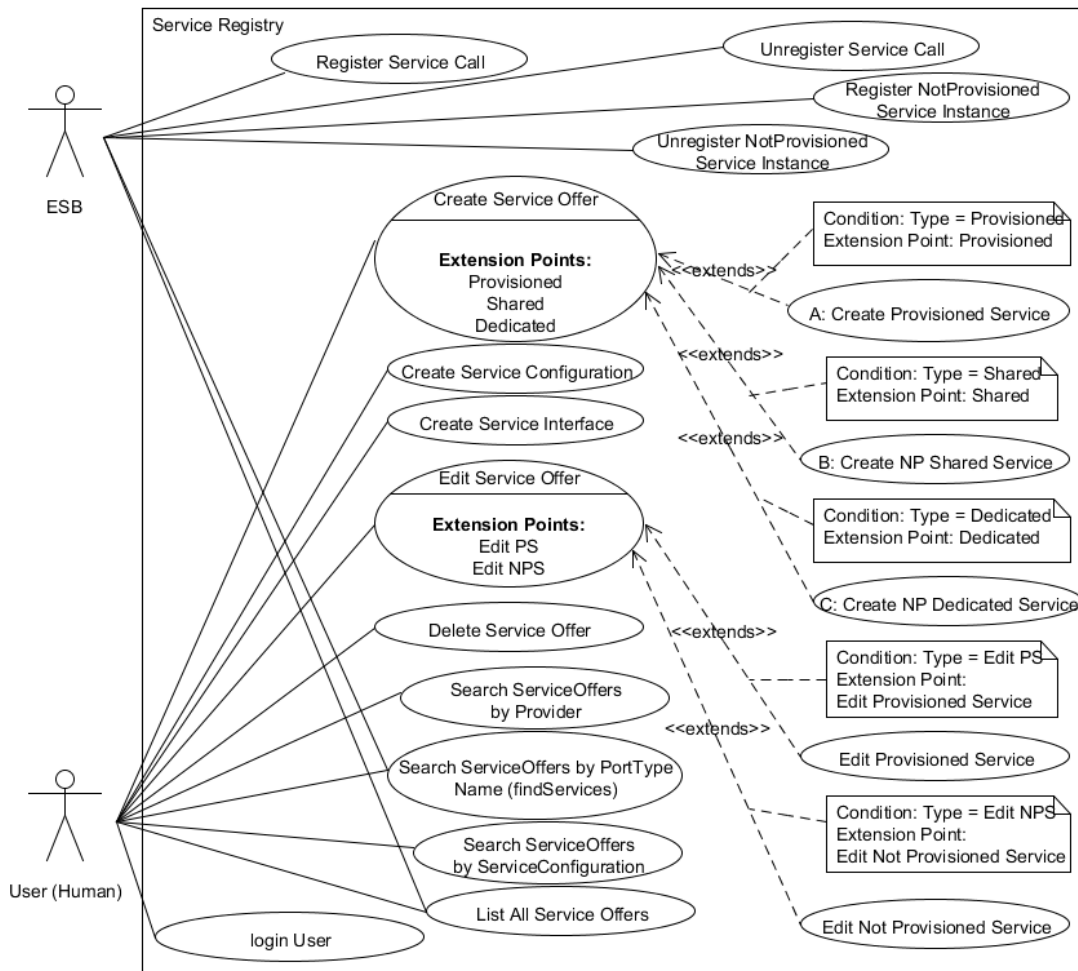 Service Registry
Register Service Call
Unregister Service Call
Register NotProvisioned
Service Instance
Unregister NotProvisioned
Service Instance
ESB
Create Service Offer
Extension Points:
Provisioned
Shared
Dedicated
Condition: Type = Provisioned
Extension Point: Provisioned
<<extends>>
A: Create Provisioned Service
<<extends>>
Condition: Type = Shared
Extension Point: Shared
Create Service Configuration
Create Service Interface
<<extends>>
B: Create NP Shared Service
Edit Service Offer
Extension Points:
Edit PS
Edit NPS
Condition: Type = Dedicated
Extension Point: Dedicated
C: Create NP Dedicated Service
Delete Service Offer
<<extends>>
Condition: Type = Edit PS
Extension Point:
Edit Provisioned Service
Search ServiceOffers
by Provider
<<extends>>
Edit Provisioned Service
Search ServiceOffers by PortType
Name (findServices)
Condition: Type = Edit NPS
Extension Point:
Edit Not Provisioned Service
Search ServiceOffers
by ServiceConfiguration
User (Human)
List All Service Offers
Edit Not Provisioned Service
login User